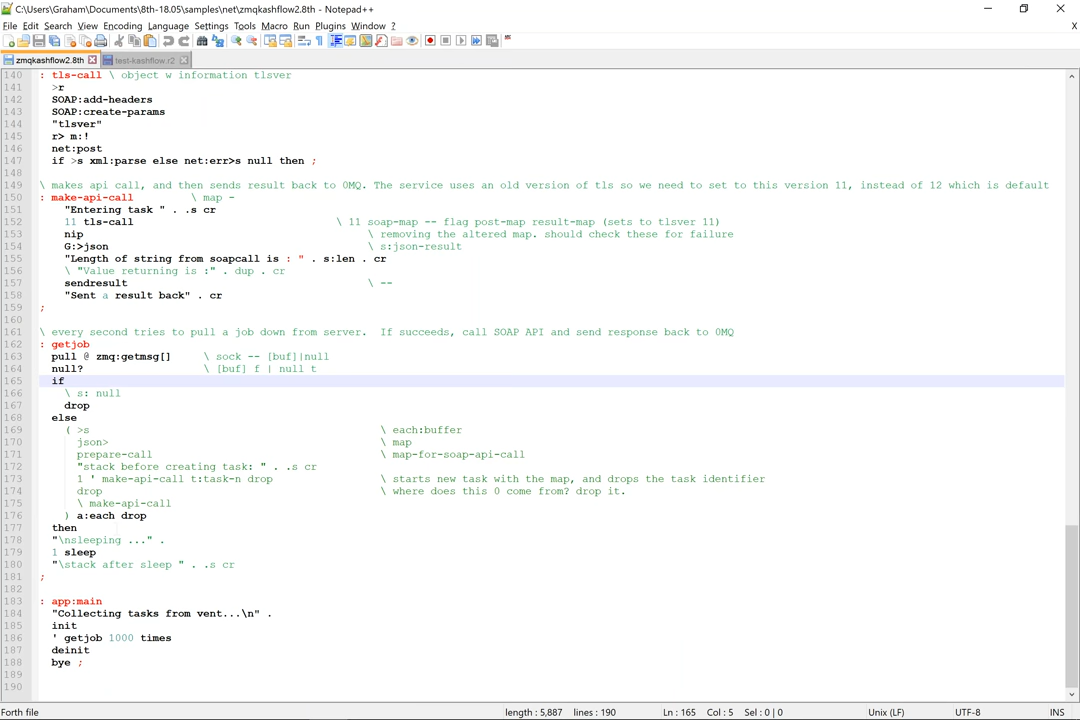 C:\Users\Graham\Documents\8th-18.05\samples\net\zmqkashflow2.8th - Notepad++
File Edit Search View Encoding Language Settings Tools Macro Run Plugins Window ? X
zmqkashflow2.8th test-kashflow.r2
140 : tls-call \ object w information tlsver
141 >r
142 SOAP:add-headers
143 SOAP:create-params
144 "tlsver"
145 r> m:!
146 net:post
147 if >s xml:parse else net:err>s null then ;
148
149 \ makes api call, and then sends result back to 0MQ. The service uses an old version of tls so we need to set to this version 11, instead of 12 which is default
150 : make-api-call \ map -
151 "Entering task " . .s cr
152 11 tls-call \ 11 soap-map -- flag post-map result-map (sets to tlsver 11)
153 nip \ removing the altered map. should check these for failure
154 G:>json \ s:json-result
155 "Length of string from soapcall is : " . s:len . cr
156 \ "Value returning is :" . dup . cr
157 sendresult \ --
158 "Sent a result back" . cr
159 ;
160
161 \ every second tries to pull a job down from server.  If succeeds, call SOAP API and send response back to 0MQ
162 : getjob
163 pull @ zmq:getmsg[] \ sock -- [buf]|null
164 null? \ [buf] f | null t
165 if
166 \ s: null
167 drop
168 else
169 ( >s \ each:buffer
170 json> \ map
171 prepare-call \ map-for-soap-api-call
172 "stack before creating task: " . .s cr
173 1 ' make-api-call t:task-n drop \ starts new task with the map, and drops the task identifier
174 drop \ where does this 0 come from? drop it.
175 \ make-api-call
176 ) a:each drop
177 then
178 "\nsleeping ..." .
179 1 sleep
180 "\stack after sleep " . .s cr
181 ;
182
183 : app:main
184 "Collecting tasks from vent...\n" .
185 init
186 ' getjob 1000 times
187 deinit
188 bye ;
189
190
Forth file length : 5,887 lines : 190 Ln : 165 Col : 5 Sel : 0 | 0 Unix (LF) UTF-8 INS